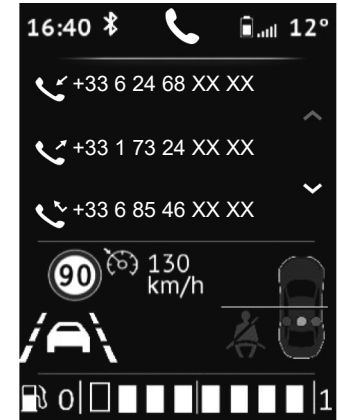 16:40 12°
+33 6 24 68 XX XX
+33 1 73 24 XX XX
+33 6 85 46 XX XX
90 130
km/h
0 1